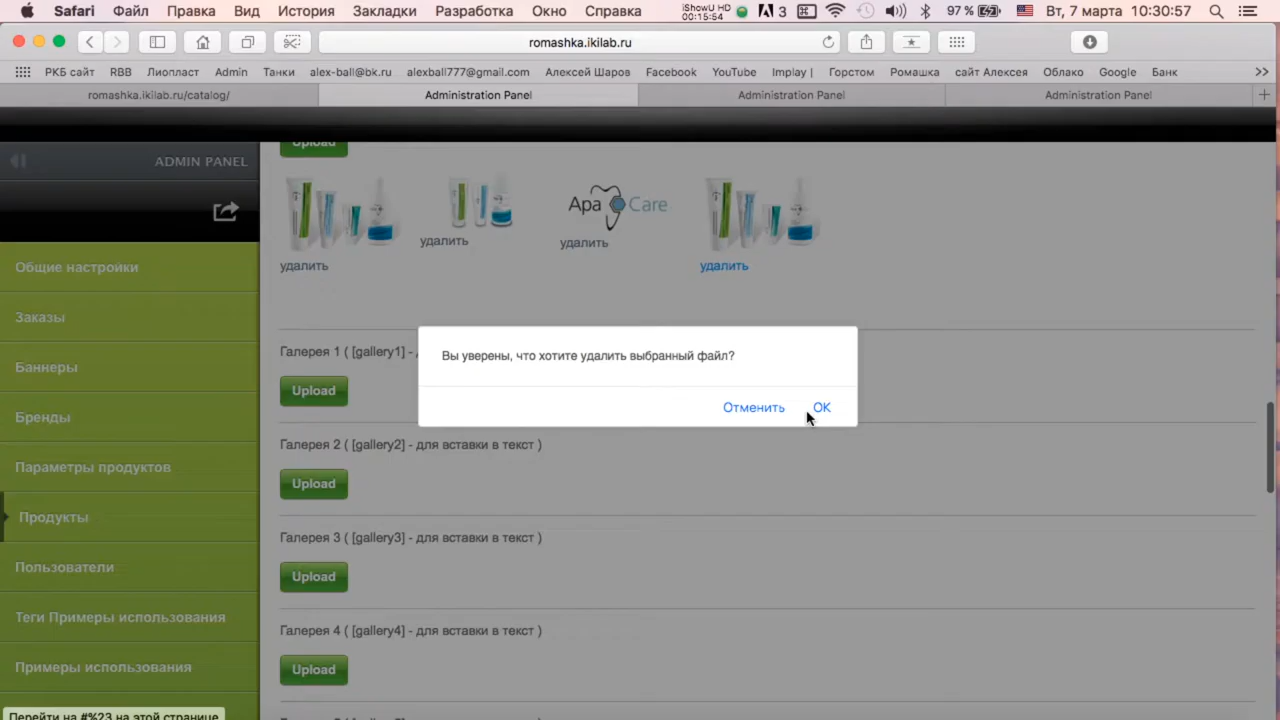 Safari Файл Правка Вид История Закладки Разработка Окно Справка iShowU HD 00:15:54 3 97 % Вт, 7 марта 10:30:57
romashka.ikilab.ru
РКБ сайт RBB Лиопласт Admin Танки alex-ball@bk.ru alexball777@gmail.com Алексей Шаров Facebook YouTube Implay | Горстом Ромашка сайт Алексея Облако Google Банк
romashka.ikilab.ru/catalog/ Administration Panel Administration Panel Administration Panel
ADMIN PANEL
Общие настройки
Заказы
Баннеры
Бренды
Параметры продуктов
Продукты
Пользователи
Теги Примеры использования
Примеры использования
Перейти на #%23 на этой странице
Upload
Apa Care
удалить
удалить
удалить
удалить
Галерея 1 ( [gallery1] -
Upload
Вы уверены, что хотите удалить выбранный файл?
Отменить OK
Галерея 2 ( [gallery2] - для вставки в текст )
Upload
Галерея 3 ( [gallery3] - для вставки в текст )
Upload
Галерея 4 ( [gallery4] - для вставки в текст )
Upload